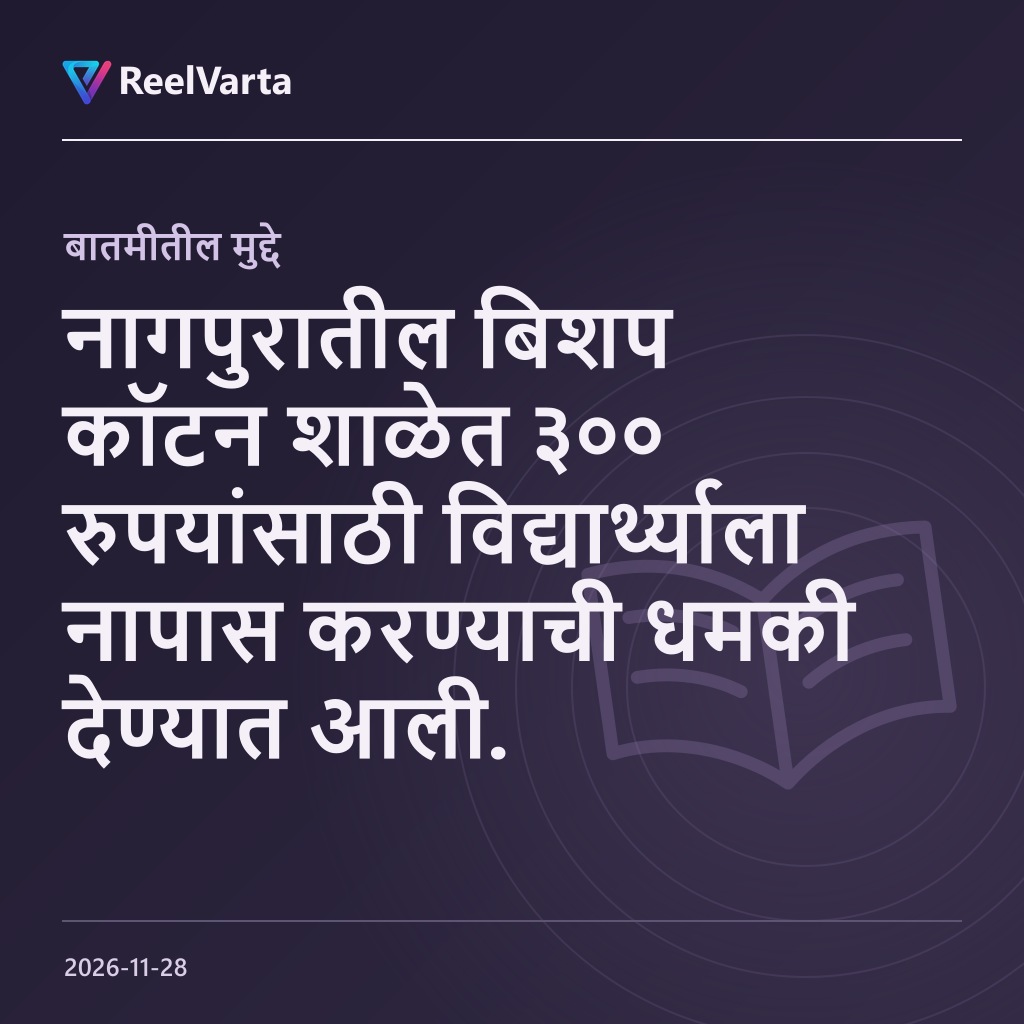 ReelVarta
बातमीतील मुद्दे
नागपुरातील बिशप
कॉटन शाळेत ३००
रुपयांसाठी विद्यार्थ्याला
नापास करण्याची धमकी
देण्यात आली.
2026-11-28